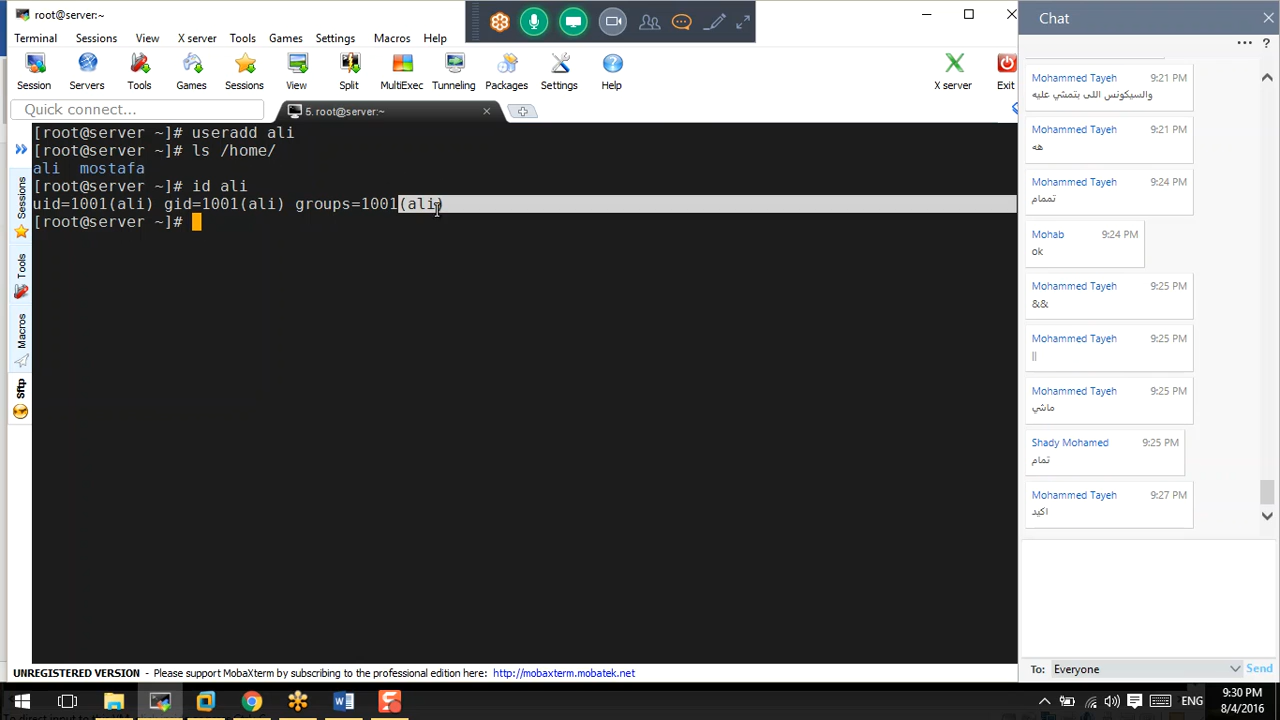 root@server:~
Terminal Sessions View X server Tools Games Settings Macros Help
Session Servers Tools Games Sessions View Split MultiExec Tunneling Packages Settings Help X server Exit
Quick connect...
5. root@server:~
[root@server ~]# useradd ali
[root@server ~]# ls /home/
ali mostafa
[root@server ~]# id ali
uid=1001(ali) gid=1001(ali) groups=1001(ali)
[root@server ~]#
Sessions
Tools
Macros
Sftp
UNREGISTERED VERSION - Please support MobaXterm by subscribing to the professional edition here: http://mobaxterm.mobatek.net
Chat
?
Mohammed Tayeh 9:21 PM
والسيكونس اللى بتمشي عليه
Mohammed Tayeh 9:21 PM
هه
Mohammed Tayeh 9:24 PM
تممام
Mohab 9:24 PM
ok
Mohammed Tayeh 9:25 PM
&&
Mohammed Tayeh 9:25 PM
||
Mohammed Tayeh 9:25 PM
ماشي
Shady Mohamed 9:25 PM
تمام
Mohammed Tayeh 9:27 PM
اكيد
To: Everyone Send
ENG
9:30 PM
8/4/2016